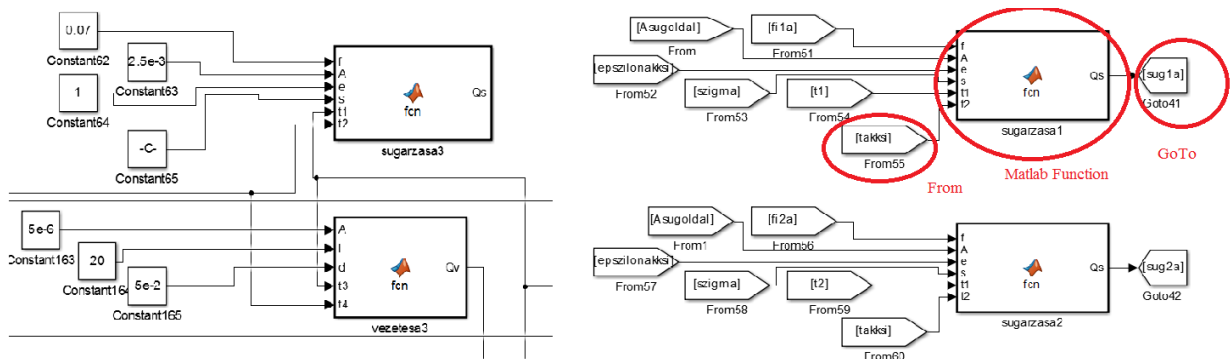 0.07
Constant62
2.5e-3
Constant63
1
Constant64
-C-
Constant65
f
A
e
s
t1
t2
fcn
Qs
sugarzasa3
5e-6
Constant163
20
Constant164
5e-2
Constant165
A
l
d
t3
t4
fcn
Qv
vezetesa3
[Asugoldal]
From
[fi1a]
From51
[epszilonakksi]
From52
[szigma]
From53
[t1]
From54
[takksi]
From55
f
A
e
s
t1
t2
fcn
Qs
sugarzasa1
[sug1a]
Goto41
From
Matlab Function
GoTo
[Asugoldal]
From1
[fi2a]
From56
[epszilonakksi]
From57
[szigma]
From58
[t2]
From59
[takksi]
From60
f
A
e
s
t1
t2
fcn
Qs
sugarzasa2
[sug2a]
Goto42